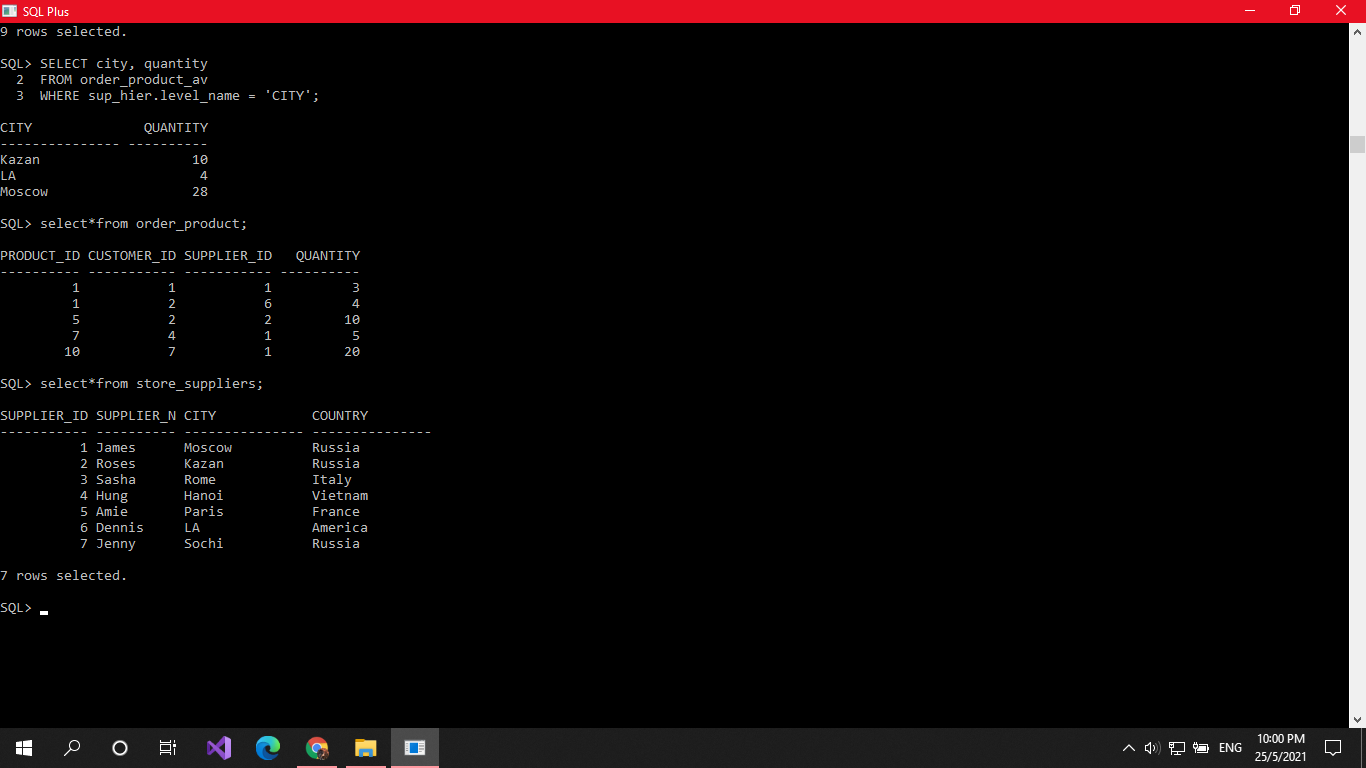 SQL Plus
9 rows selected.
SQL> SELECT city, quantity
  2  FROM order_product_av
  3  WHERE sup_hier.level_name = 'CITY';
CITY              QUANTITY
--------------- ----------
Kazan                   10
LA                       4
Moscow                  28
SQL> select*from order_product;
PRODUCT_ID CUSTOMER_ID SUPPLIER_ID   QUANTITY
---------- ----------- ----------- ----------
         1           1           1          3
         1           2           6          4
         5           2           2         10
         7           4           1          5
        10           7           1         20
SQL> select*from store_suppliers;
SUPPLIER_ID SUPPLIER_N CITY            COUNTRY
----------- ---------- --------------- ---------------
          1 James      Moscow          Russia
          2 Roses      Kazan           Russia
          3 Sasha      Rome            Italy
          4 Hung       Hanoi           Vietnam
          5 Amie       Paris           France
          6 Dennis     LA              America
          7 Jenny      Sochi           Russia
7 rows selected.
SQL>
ENG
10:00 PM
25/5/2021